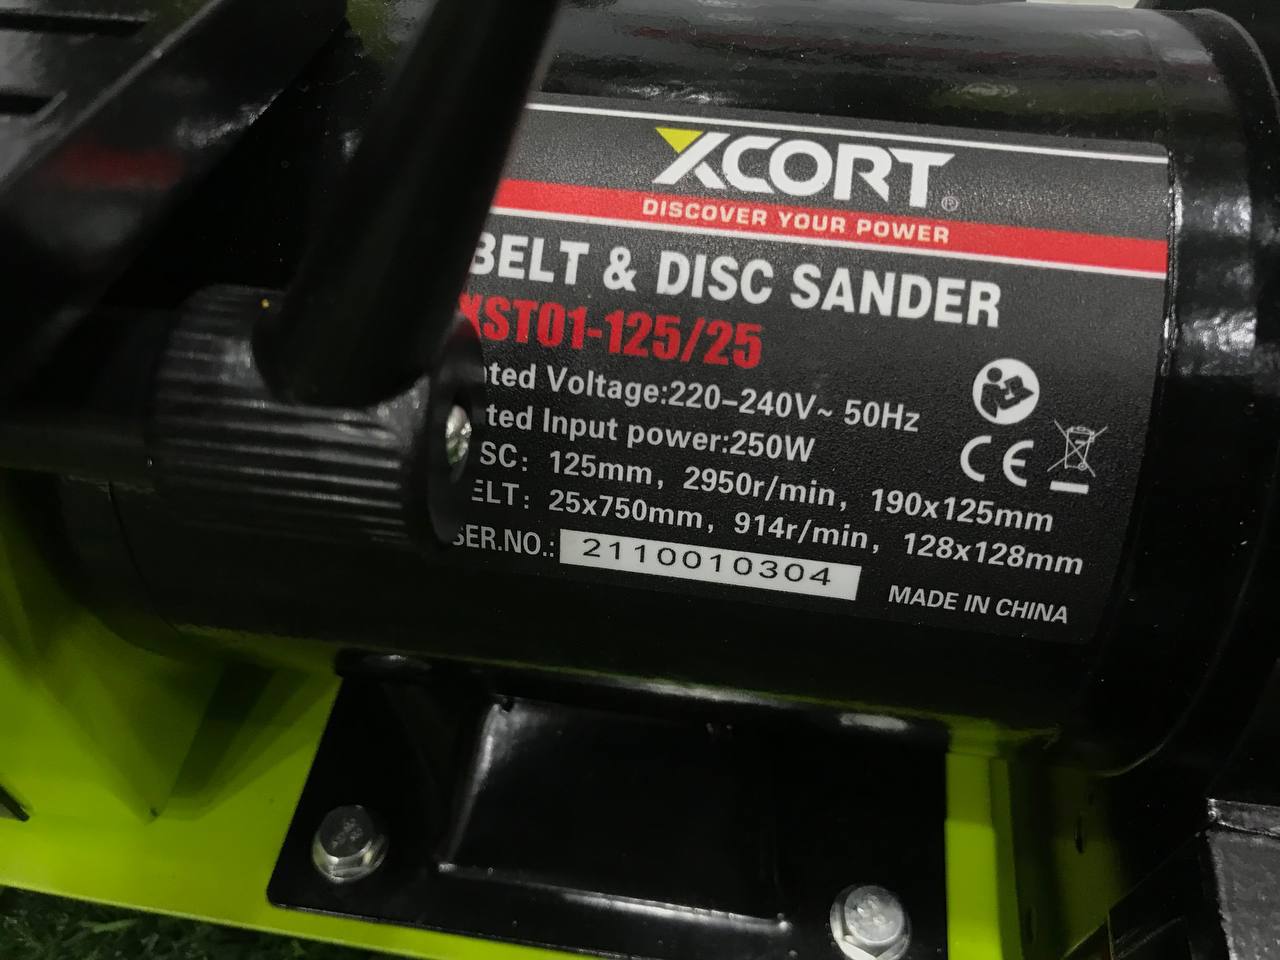 XCORT®
DISCOVER YOUR POWER
BELT & DISC SANDER
XST01-125/25
ted Voltage:220-240V~ 50Hz
ted Input power:250W
SC: 125mm, 2950r/min, 190x125mm
ELT: 25x750mm, 914r/min, 128x128mm
SER.NO.: 2110010304
CE
MADE IN CHINA